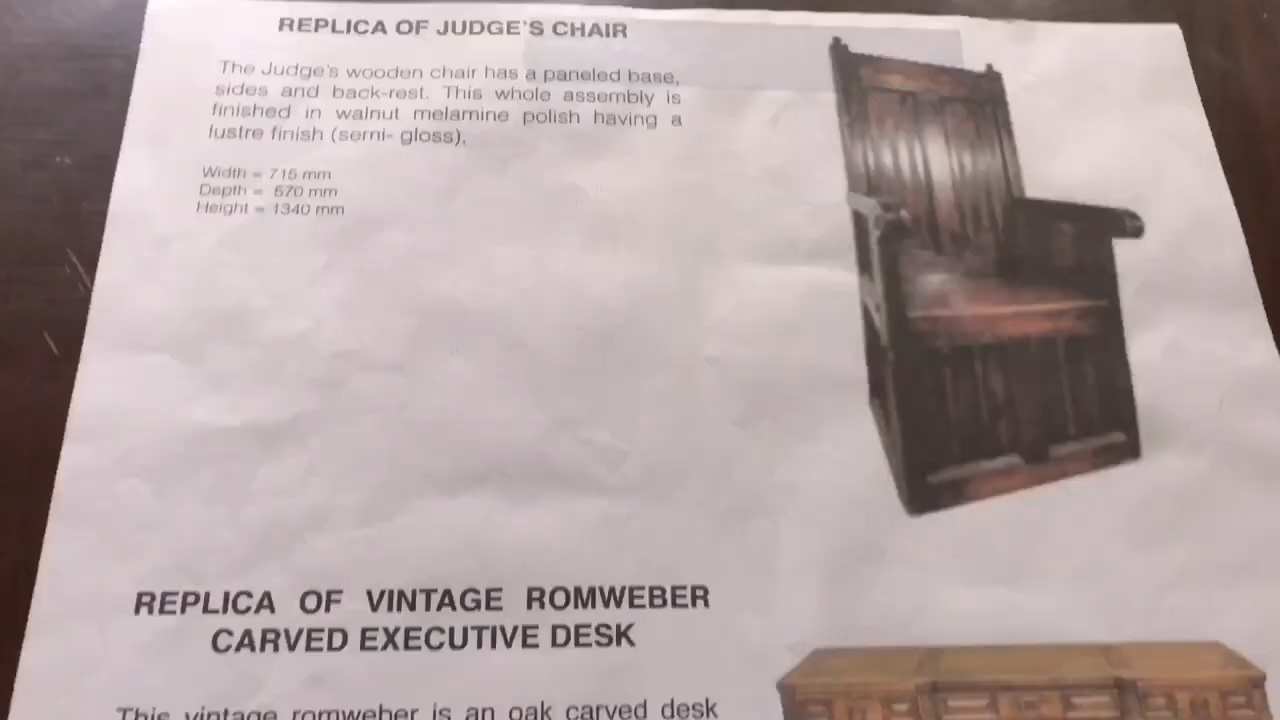 REPLICA OF JUDGE'S CHAIR
The Judge's wooden chair has a paneled base,
sides and back-rest. This whole assembly is
finished in walnut melamine polish having a
lustre finish (semi- gloss),
Width = 715 mm
Depth = 570 mm
Height = 1340 mm
REPLICA OF VINTAGE ROMWEBER
CARVED EXECUTIVE DESK
This vintage romweber is an oak carved desk